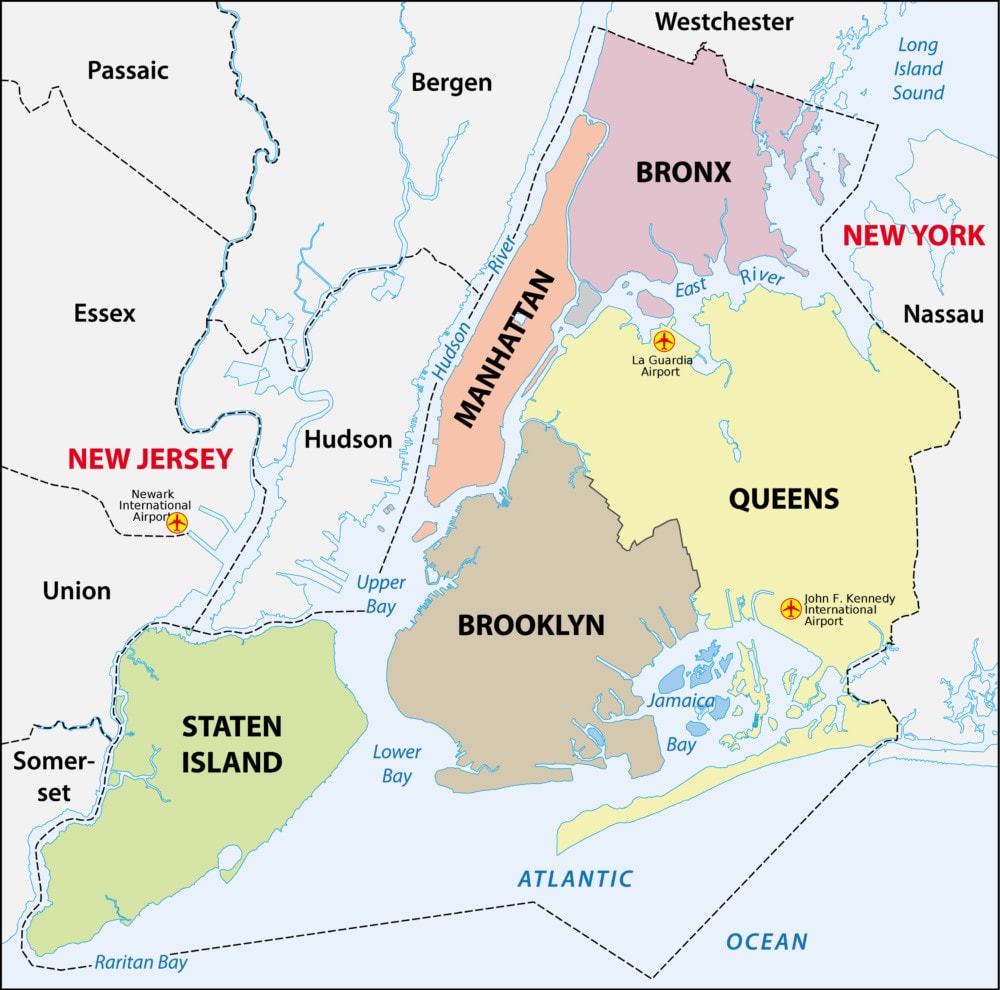 Westchester
Passaic
Bergen
Long
Island
Sound
BRONX
NEW YORK
Hudson River
East River
Essex
MANHATTAN
Nassau
La Guardia
Airport
Hudson
NEW JERSEY
Newark
International
Airport
QUEENS
Upper
Bay
Union
John F. Kennedy
International
Airport
BROOKLYN
Jamaica
Bay
STATEN
ISLAND
Lower
Bay
Somer-
set
ATLANTIC
OCEAN
Raritan Bay